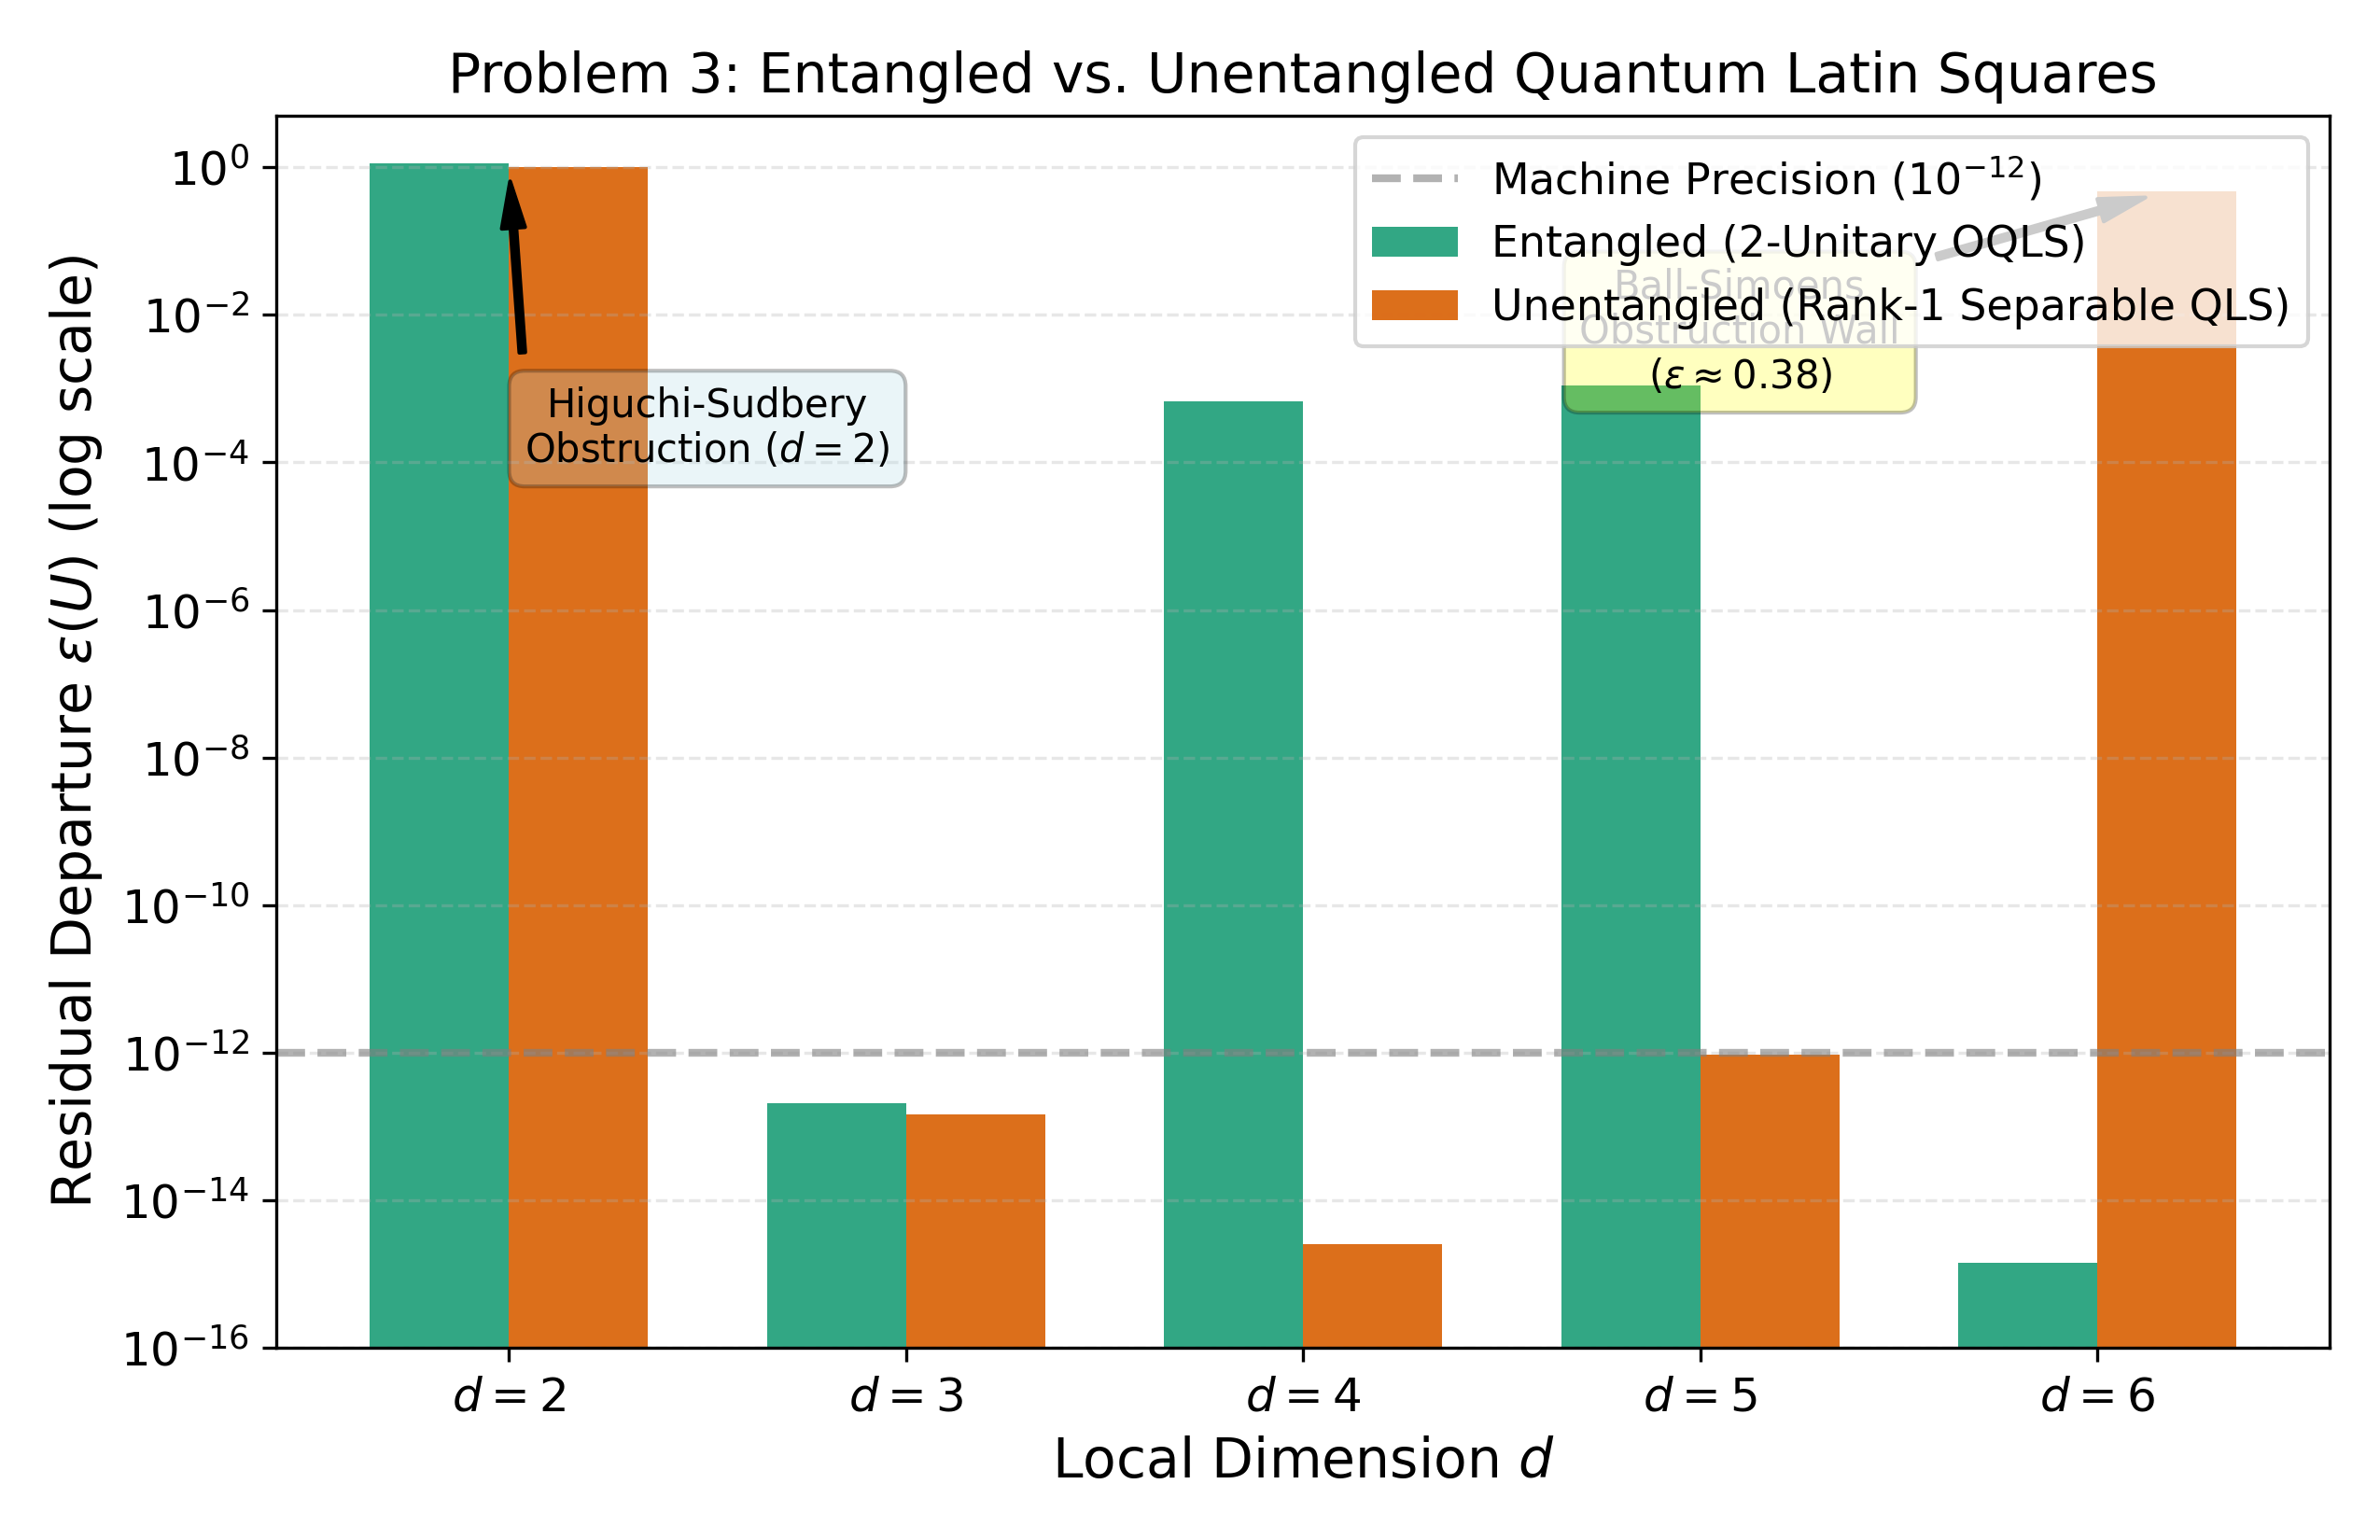 Problem 3: Entangled vs. Unentangled Quantum Latin Squares
Residual Departure ε(U) (log scale)
10⁰
10⁻²
10⁻⁴
10⁻⁶
10⁻⁸
10⁻¹⁰
10⁻¹²
10⁻¹⁴
10⁻¹⁶
Machine Precision (10⁻¹²)
Entangled (2-Unitary OQLS)
Unentangled (Rank-1 Separable QLS)
Ball-Simoens
Obstruction Wall
(ε ≈ 0.38)
Higuchi-Sudbery
Obstruction (d = 2)
d = 2
d = 3
d = 4
d = 5
d = 6
Local Dimension d